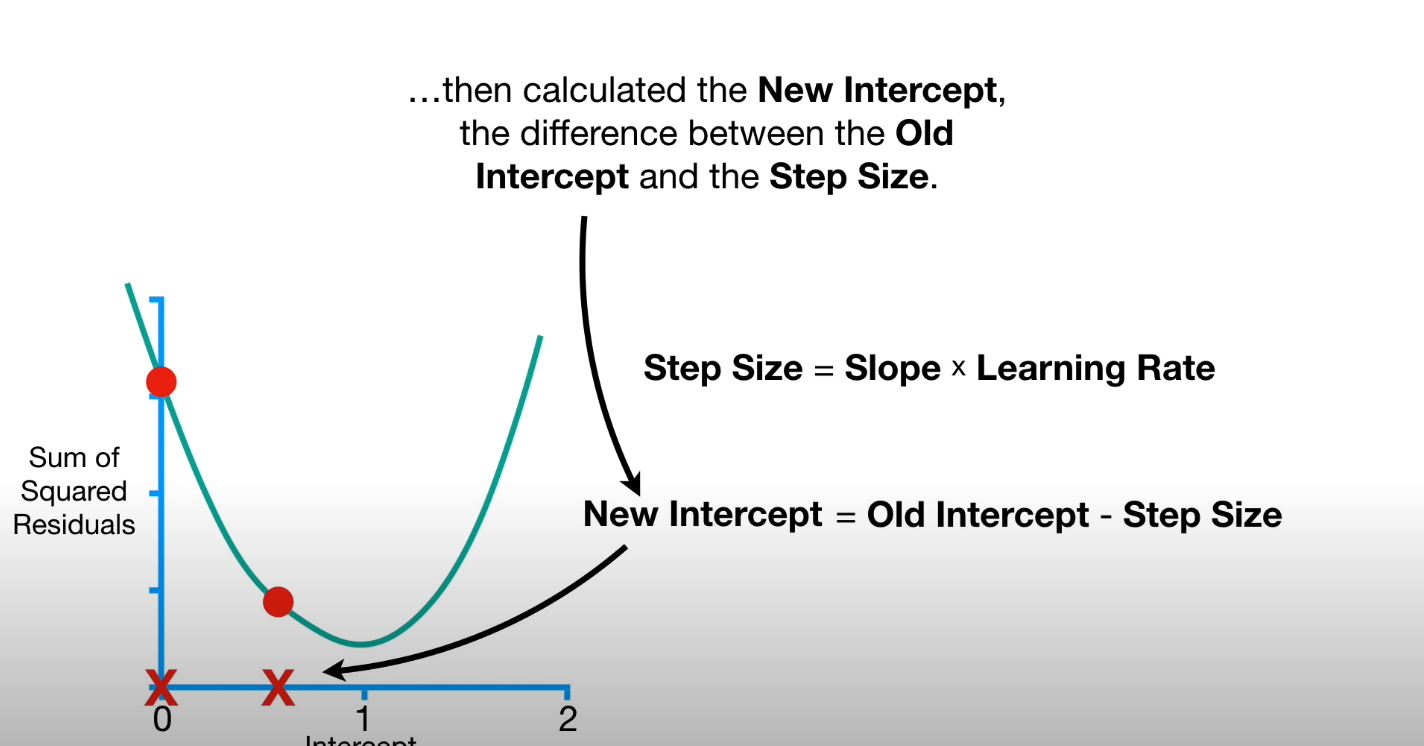 …then calculated the New Intercept,
the difference between the Old
Intercept and the Step Size.
Step Size = Slope x Learning Rate
Sum of
Squared
Residuals
New Intercept = Old Intercept - Step Size
X X
0 1 2
Intercept